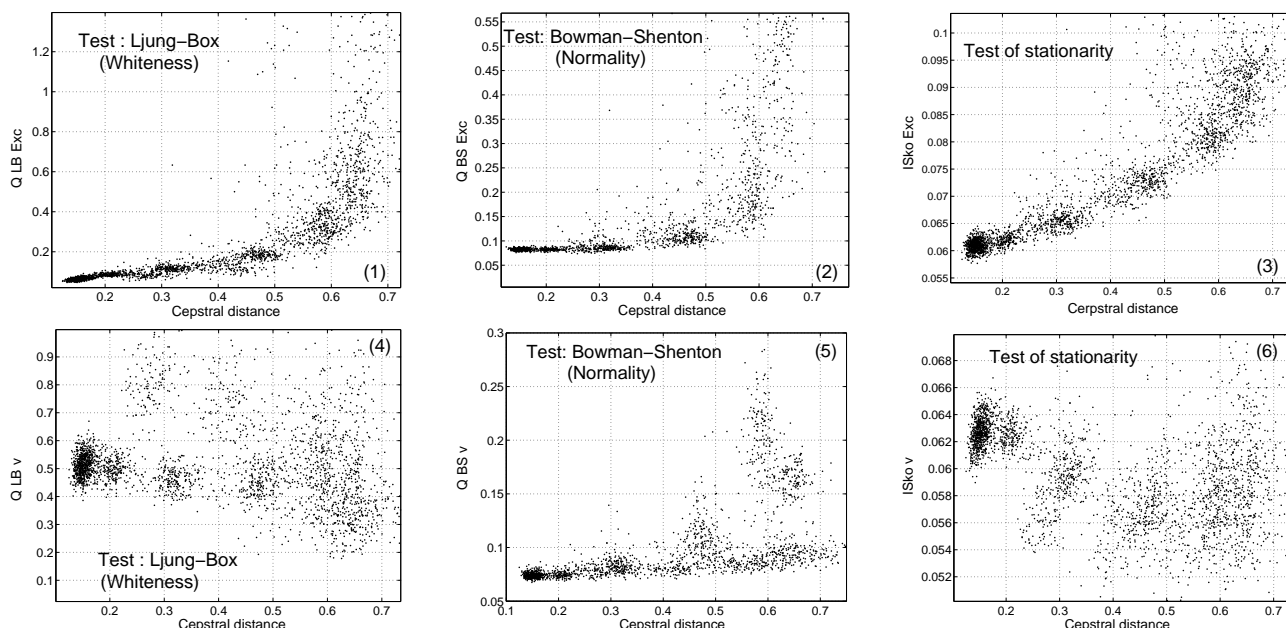 Test : Ljung−Box
(Whiteness)
Q LB Exc
1.2
1
0.8
0.6
0.4
0.2
(1)
0.2 0.3 0.4 0.5 0.6 0.7
Cepstral distance
Test: Bowman−Shenton
(Normality)
Q BS Exc
0.55
0.5
0.45
0.4
0.35
0.3
0.25
0.2
0.15
0.1
0.05
(2)
0.2 0.3 0.4 0.5 0.6 0.7
Cepstral distance
Test of stationarity
ISko Exc
0.1
0.095
0.09
0.085
0.08
0.075
0.07
0.065
0.06
0.055
(3)
0.2 0.3 0.4 0.5 0.6 0.7
Cerpstral distance
(4)
Q LB v
0.9
0.8
0.7
0.6
0.5
0.4
0.3
0.2
0.1
Test : Ljung−Box
(Whiteness)
0.2 0.3 0.4 0.5 0.6 0.7
Cepstral distance
Test: Bowman−Shenton
(Normality)
(5)
Q BS v
0.3
0.25
0.2
0.15
0.1
0.05
0.1 0.2 0.3 0.4 0.5 0.6 0.7
Cepstral distance
Test of stationarity
(6)
ISko v
0.068
0.066
0.064
0.062
0.06
0.058
0.056
0.054
0.052
0.2 0.3 0.4 0.5 0.6 0.7
Cepstral distance